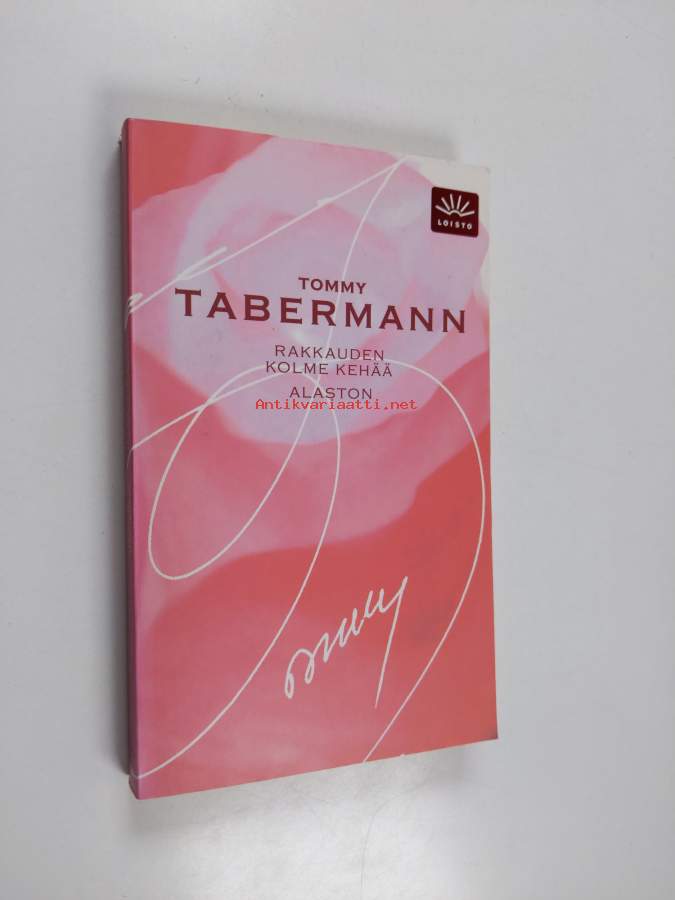 LOISTO
TOMMY
TABERMANN
RAKKAUDEN
KOLME KEHÄÄ
ALASTON
Antikvariaatti.net